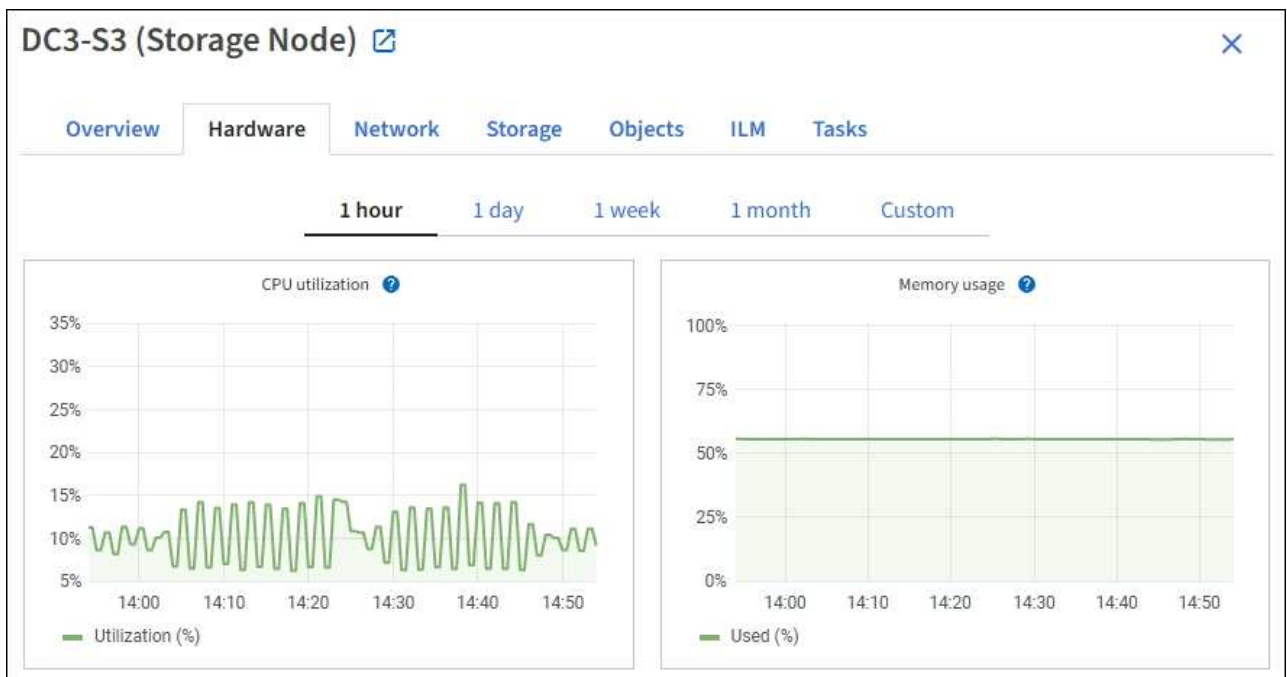 DC3-S3 (Storage Node)
Overview Hardware Network Storage Objects ILM Tasks
1 hour 1 day 1 week 1 month Custom
CPU utilization ?
35%
30%
25%
20%
15%
10%
5%
14:00 14:10 14:20 14:30 14:40 14:50
Utilization (%)
Memory usage ?
100%
75%
50%
25%
0%
14:00 14:10 14:20 14:30 14:40 14:50
Used (%)